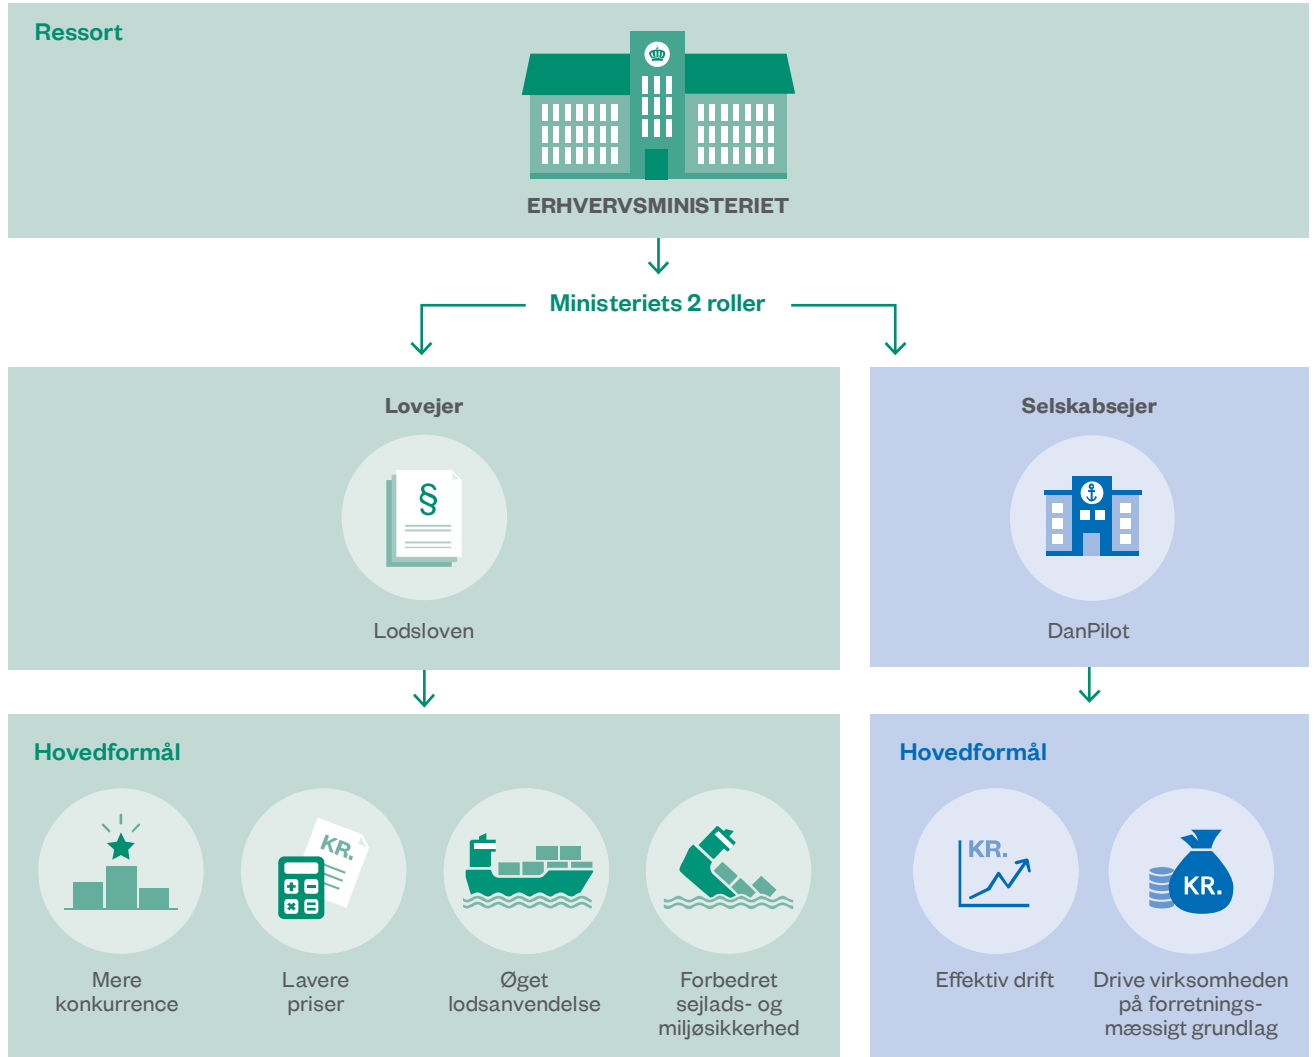 Ressort
ERHVERVSMINISTERIET
Ministeriets 2 roller
Lovejer
§
Lodsloven
Selskabsejer
DanPilot
Hovedformål
KR.
Mere
konkurrence
Lavere
priser
Øget
lodsanvendelse
Forbedret
sejlads- og
miljøsikkerhed
Hovedformål
KR.
KR.
Effektiv drift
Drive virksomheden
på forretnings-
mæssigt grundlag